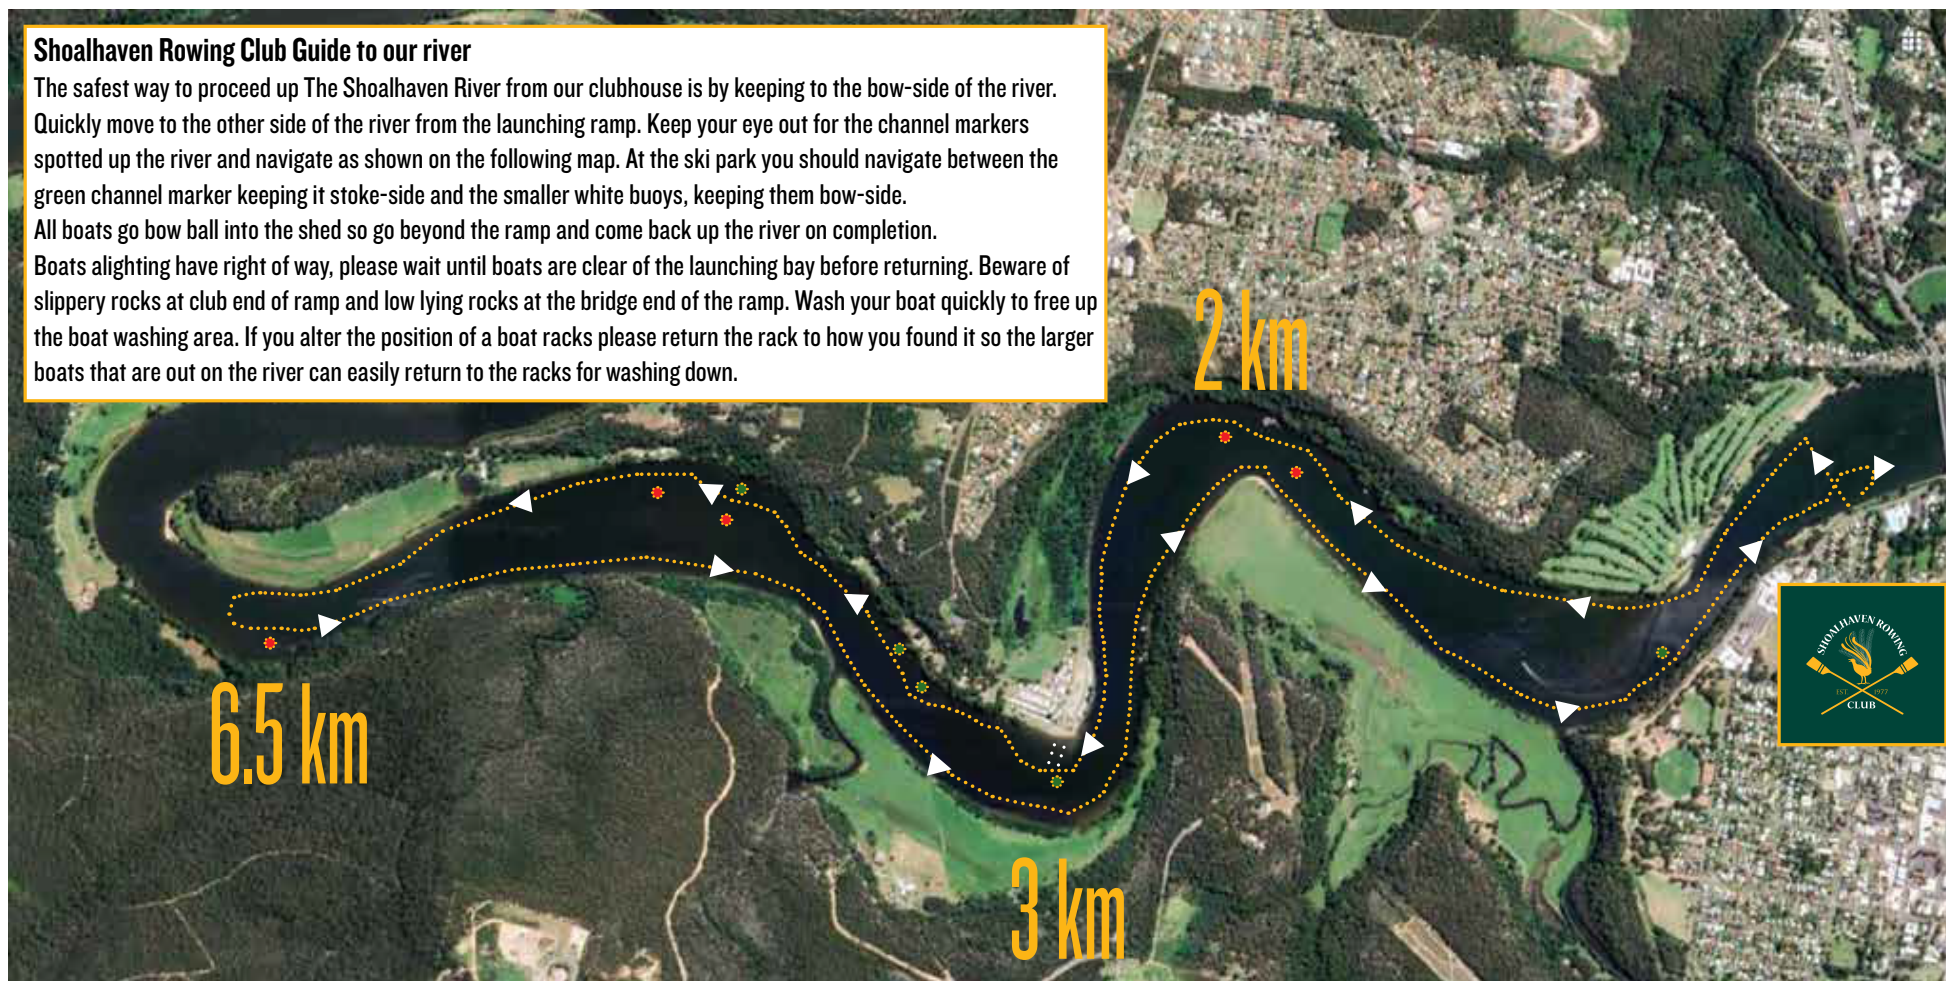 Shoalhaven Rowing Club Guide to our river
The safest way to proceed up The Shoalhaven River from our clubhouse is by keeping to the bow-side of the river.
Quickly move to the other side of the river from the launching ramp. Keep your eye out for the channel markers
spotted up the river and navigate as shown on the following map. At the ski park you should navigate between the
green channel marker keeping it stoke-side and the smaller white buoys, keeping them bow-side.
All boats go bow ball into the shed so go beyond the ramp and come back up the river on completion.
Boats alighting have right of way, please wait until boats are clear of the launching bay before returning. Beware of
slippery rocks at club end of ramp and low lying rocks at the bridge end of the ramp. Wash your boat quickly to free up
the boat washing area. If you alter the position of a boat racks please return the rack to how you found it so the larger
boats that are out on the river can easily return to the racks for washing down.
2 km
6.5 km
3 km
SHOALHAVEN ROWING
EST 1977
CLUB